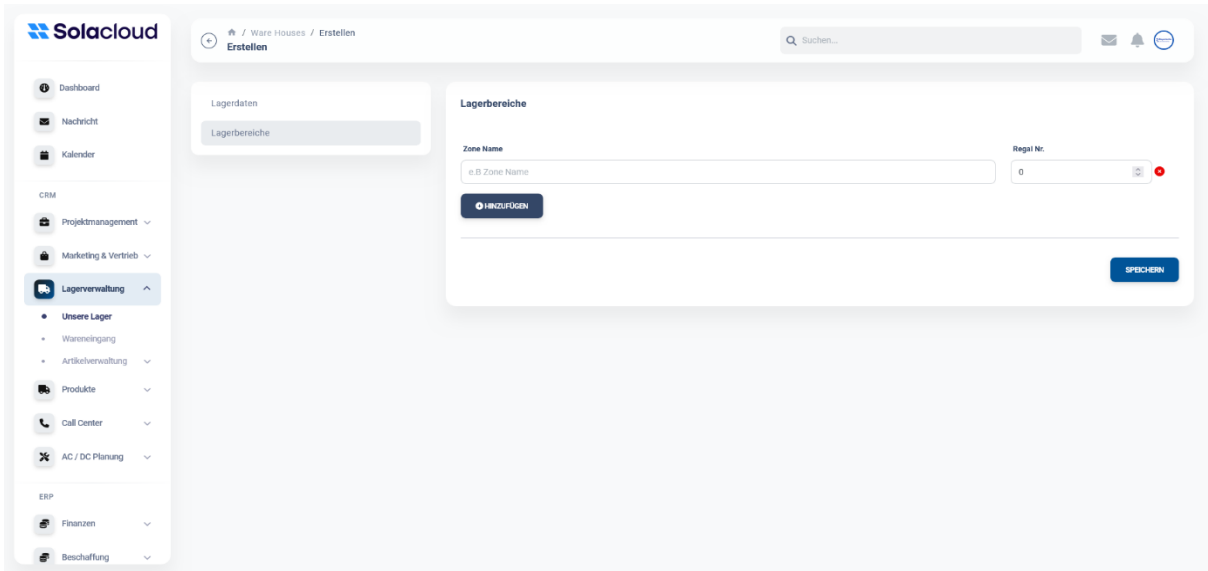 Solacloud
Dashboard
Nachricht
Kalender
CRM
Projektmanagement
Marketing & Vertrieb
Lagerverwaltung
Unsere Lager
Wareneingang
Artikelverwaltung
Produkte
Call Center
AC / DC Planung
ERP
Finanzen
Beschaffung
/ Ware Houses / Erstellen
Erstellen
Suchen...
Lagerdaten
Lagerbereiche
Lagerbereiche
Zone Name
Regal Nr.
e.B Zone Name
0
HINZUFÜGEN
SPEICHERN